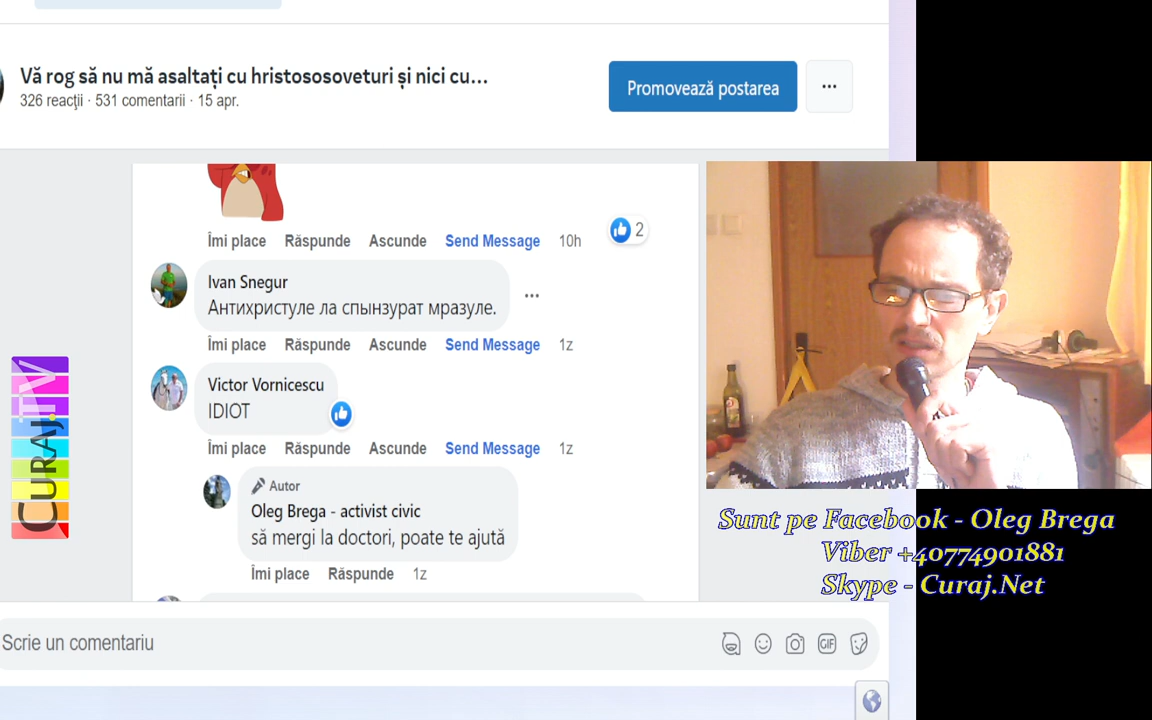 Vă rog să nu mă asaltați cu hristososoveturi și nici cu...
326 reacții · 531 comentarii · 15 apr.
Promovează postarea
Îmi place Răspunde Ascunde Send Message 10h
2
Ivan Snegur
Антихристуле ла спынзурат мразуле.
Îmi place Răspunde Ascunde Send Message 1z
Victor Vornicescu
IDIOT
Îmi place Răspunde Ascunde Send Message 1z
Autor
Oleg Brega - activist civic
să mergi la doctori, poate te ajută
Îmi place Răspunde 1z
Scrie un comentariu
GIF
CURAJ.TV
Sunt pe Facebook - Oleg Brega
Viber +40774901881
Skype - Curaj.Net